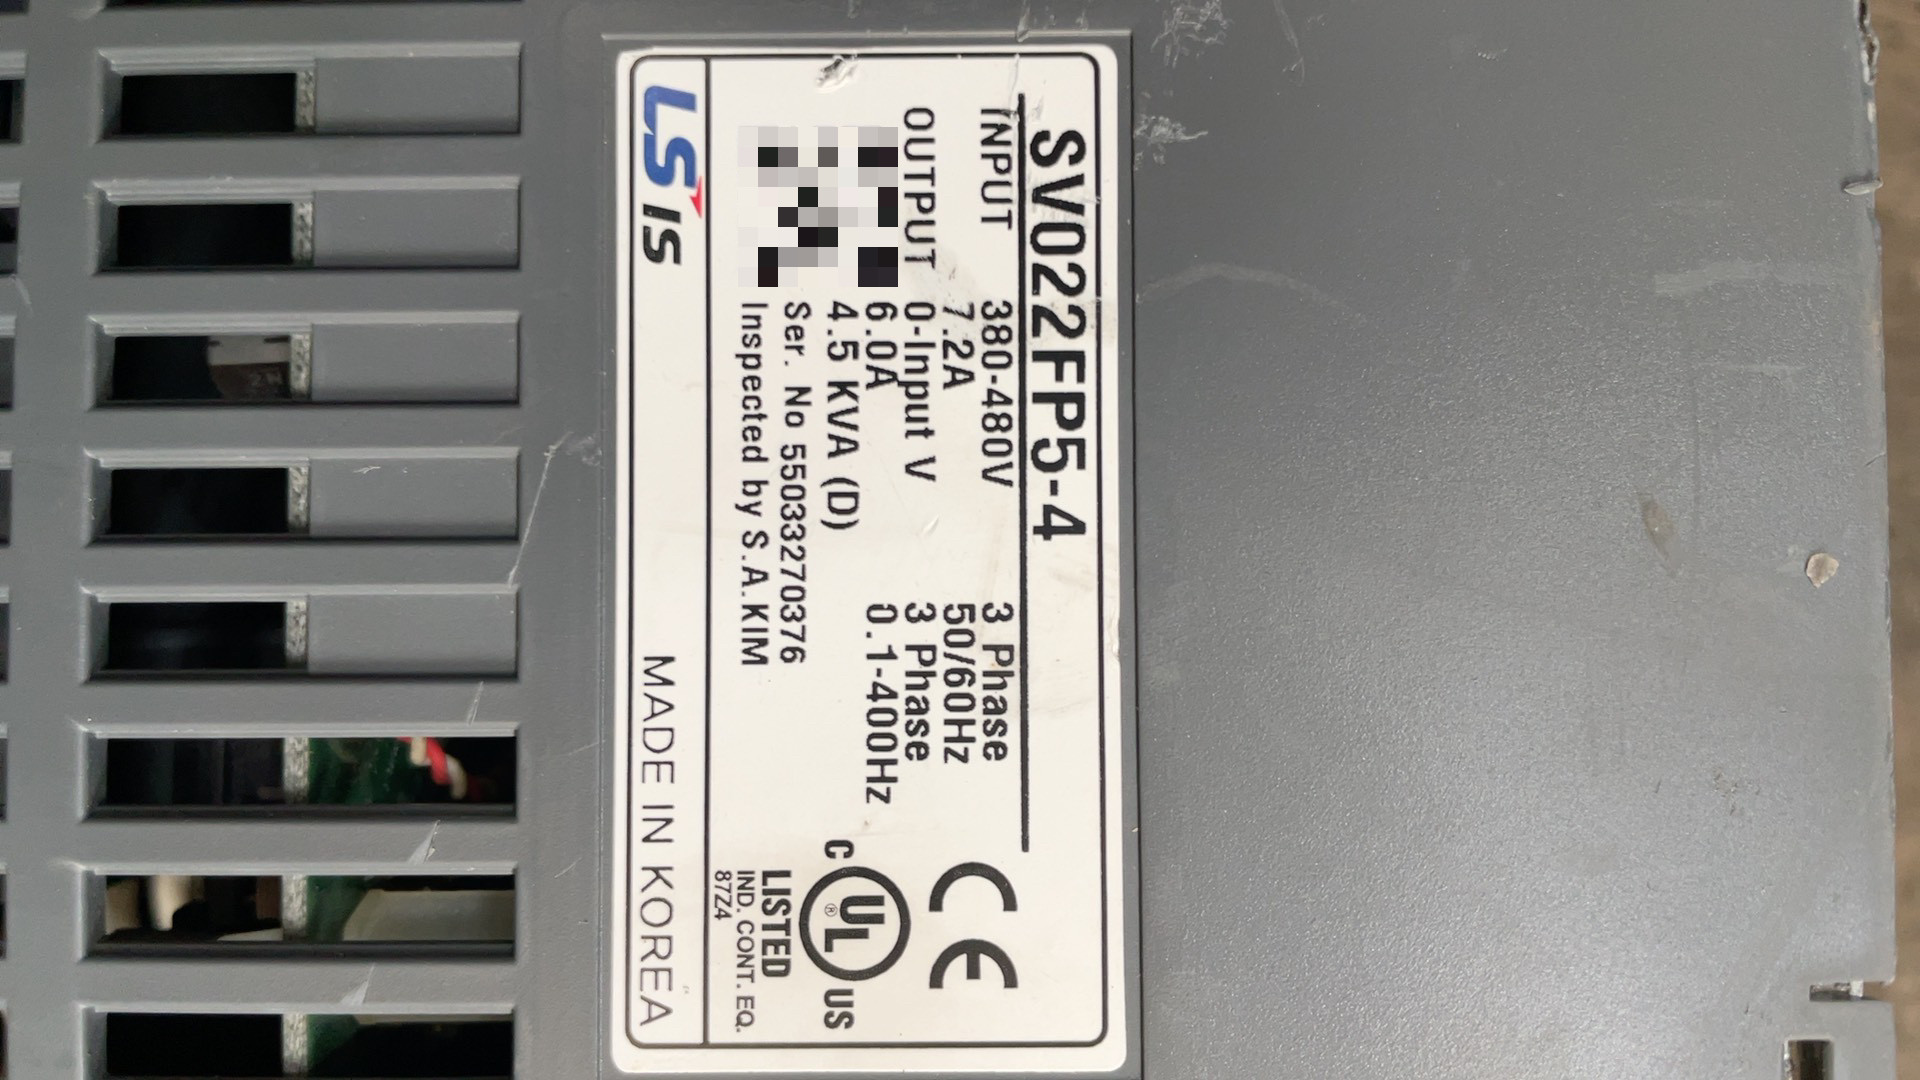 SV022FP5-4
INPUT 380-480V 3 Phase
7.2A 50/60Hz
OUTPUT 0-Input V 3 Phase
6.0A 0.1-400Hz
4.5 KVA (D)
Ser. No 55033270376
Inspected by S.A.KIM
CE
C UL ® US
LISTED
IND. CONT. EQ.
87Z4
LS IS MADE IN KOREA